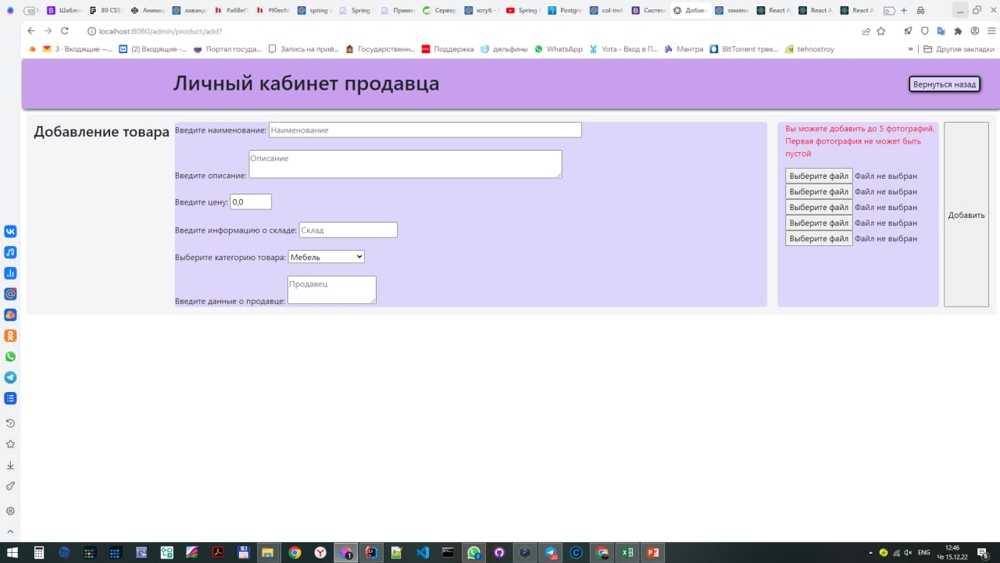 10
Шабло
89 CSS
Аними
лаванд
#a68ef5
#f0ecfd
spring s
Spring S
Приме
Сервер
ютуб -
Spring
Postgr
col-md
Систем
Добав
замена
React A
React A
React A
localhost:8080/admin/product/add?
3 · Входящие —...
(2) Входящие -...
Портал госуда...
Запись на приё...
Государственн...
Поддержка
дельфины
WhatsApp
Yota - Вход в П...
Мантра
BitTorrent трек...
tehnostroy
»
Другие закладки
Личный кабинет продавца
Вернуться назад
Добавление товара
Введите наименование: Наименование
Введите описание: Описание
Введите цену: 0,0
Введите информацию о складе: Склад
Выберите категорию товара: Мебель
Введите данные о продавце: Продавец
Вы можете добавить до 5 фотографий.
Первая фотография не может быть
пустой
Выберите файл Файл не выбран
Выберите файл Файл не выбран
Выберите файл Файл не выбран
Выберите файл Файл не выбран
Выберите файл Файл не выбран
Добавить
ENG
12:46
Чт 15.12.22